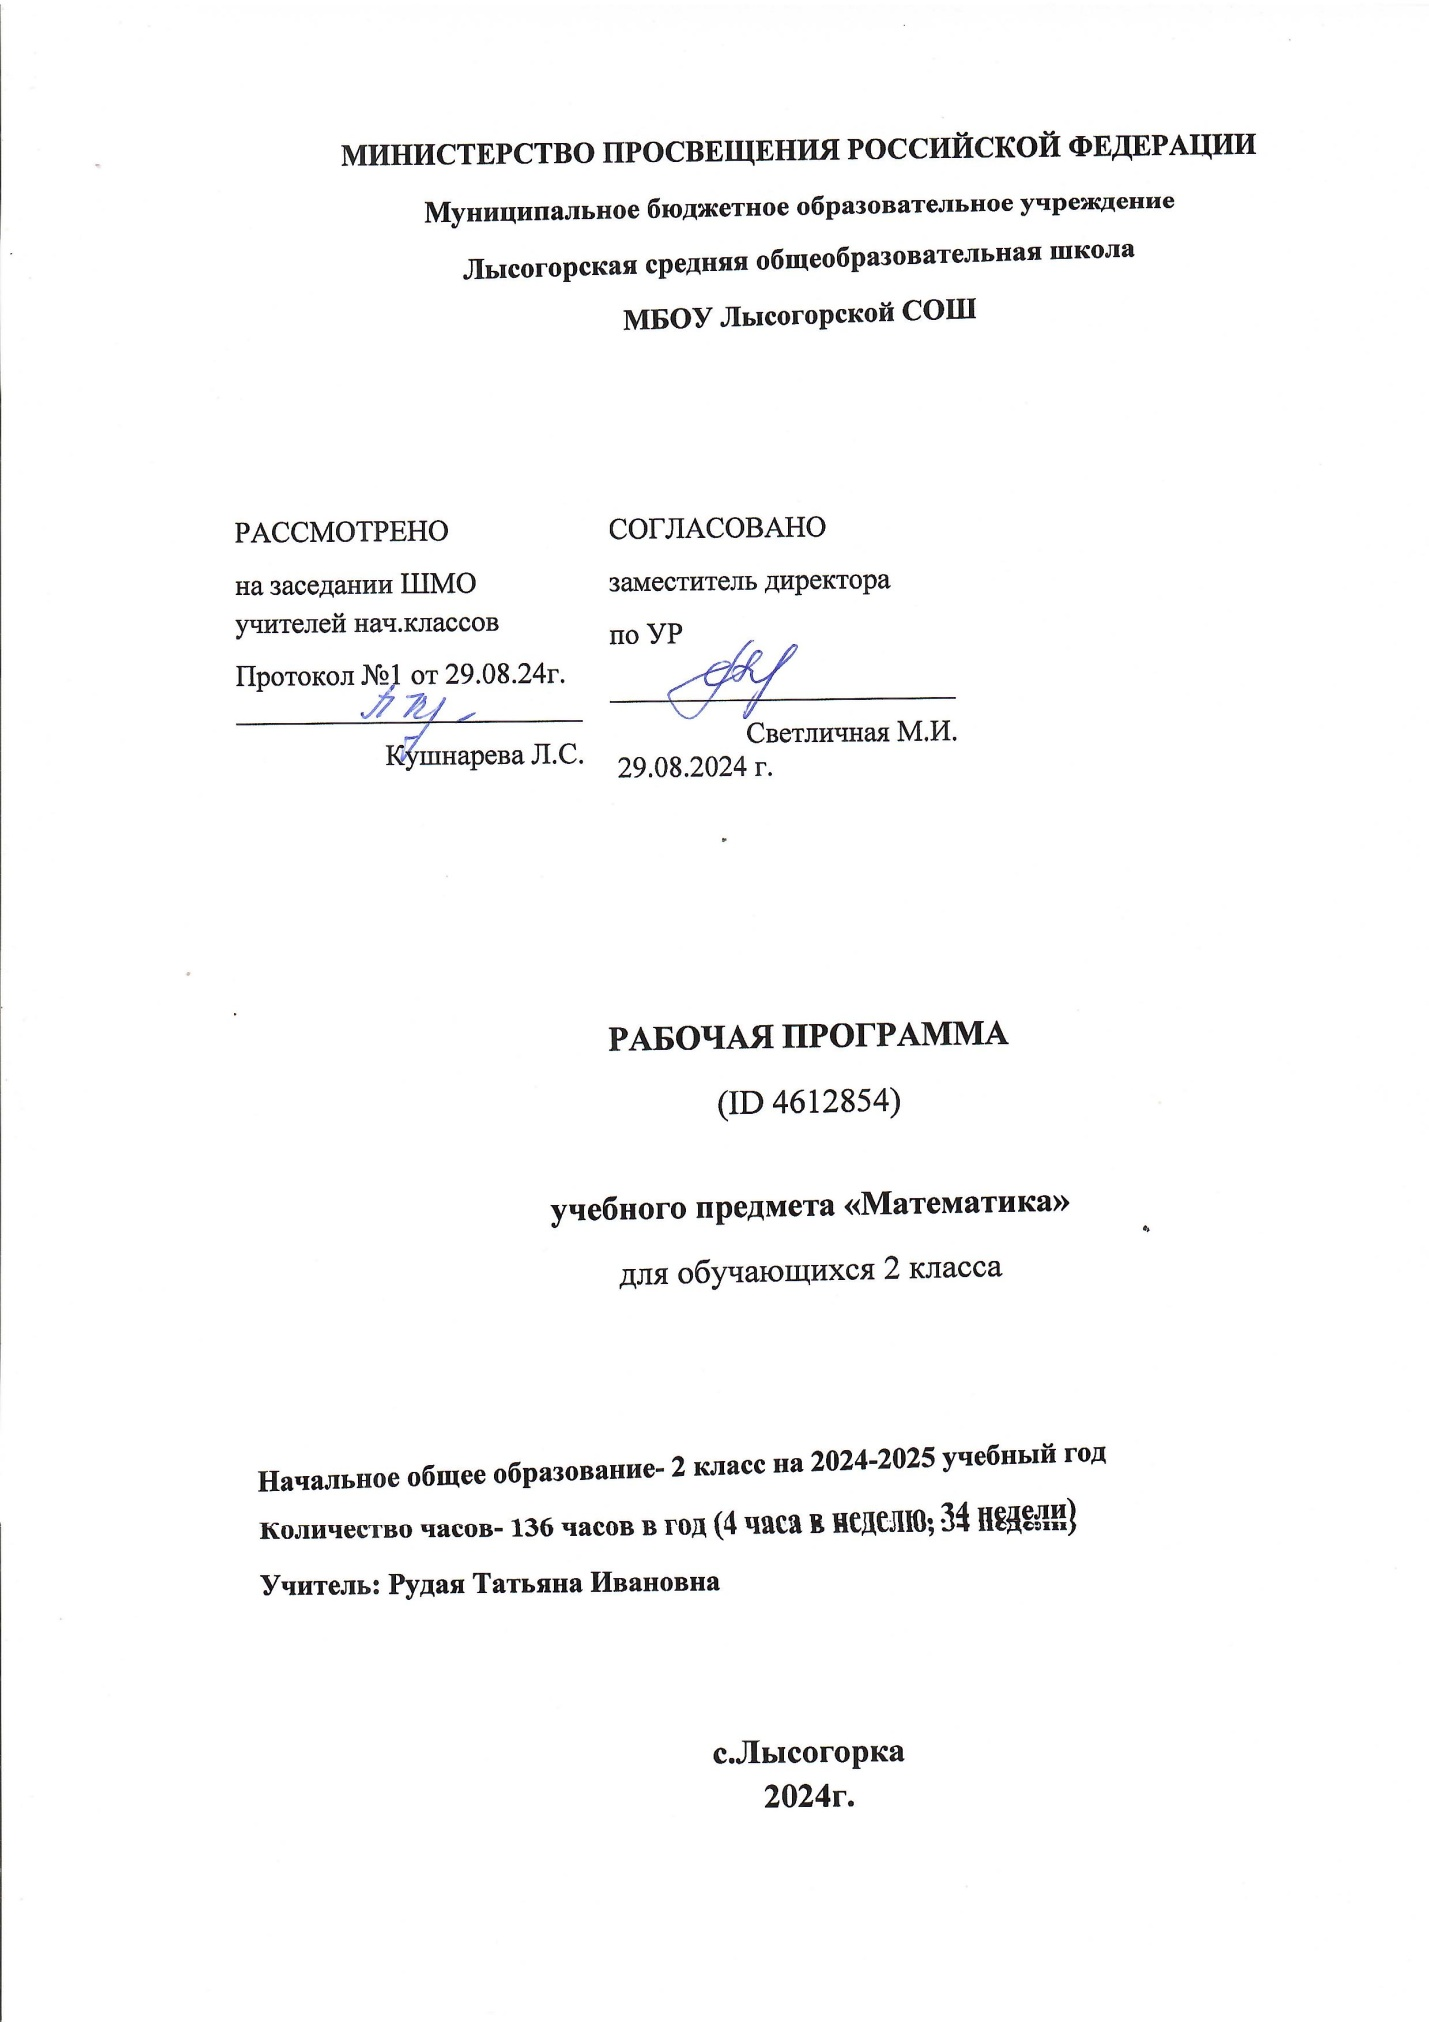 МИНИСТЕРСТВО ПРОСВЕЩЕНИЯ РОССИЙСКОЙ ФЕДЕРАЦИИ
Муниципальное бюджетное образовательное учреждение
Лысогорская средняя общеобразовательная школа
МБОУ Лысогорской СОШ
РАССМОТРЕНО
на заседании ШМО
учителей нач.классов
Протокол №1 от 29.08.24г.
Кушнарева Л.С.
СОГЛАСОВАНО
заместитель директора
по УР
Светличная М.И.
29.08.2024 г.
РАБОЧАЯ ПРОГРАММА
(ID 4612854)
учебного предмета «Математика»
для обучающихся 2 класса
Начальное общее образование- 2 класс на 2024-2025 учебный год
Количество часов- 136 часов в год (4 часа в неделю; 34 недели)
Учитель: Рудая Татьяна Ивановна
с.Лысогорка
2024г.